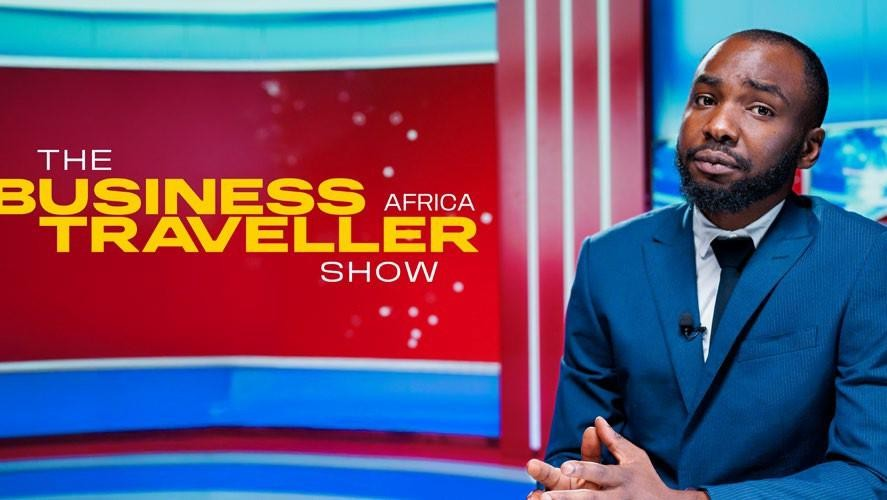 THE
BUSINESS AFRICA
TRAVELLER
SHOW